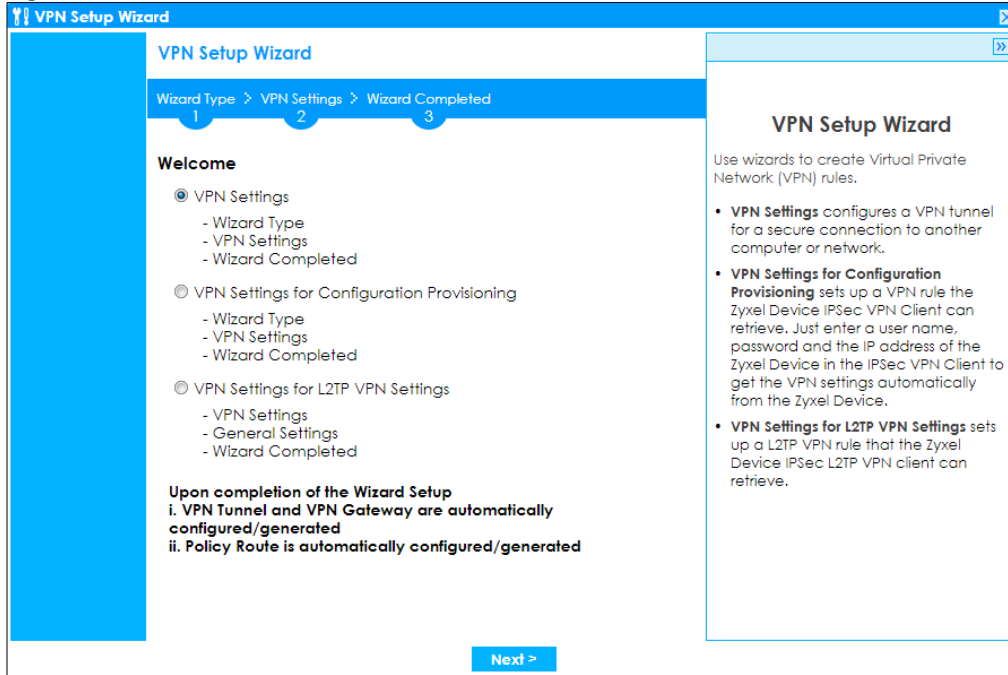 VPN Setup Wizard
VPN Setup Wizard
Wizard Type > VPN Settings > Wizard Completed
1 2 3
Welcome
VPN Settings
- Wizard Type
- VPN Settings
- Wizard Completed
VPN Settings for Configuration Provisioning
- Wizard Type
- VPN Settings
- Wizard Completed
VPN Settings for L2TP VPN Settings
- VPN Settings
- General Settings
- Wizard Completed
Upon completion of the Wizard Setup
i. VPN Tunnel and VPN Gateway are automatically
configured/generated
ii. Policy Route is automatically configured/generated
VPN Setup Wizard
Use wizards to create Virtual Private
Network (VPN) rules.
• VPN Settings configures a VPN tunnel
for a secure connection to another
computer or network.
• VPN Settings for Configuration
Provisioning sets up a VPN rule the
Zyxel Device IPSec VPN Client can
retrieve. Just enter a user name,
password and the IP address of the
Zyxel Device in the IPSec VPN Client to
get the VPN settings automatically
from the Zyxel Device.
• VPN Settings for L2TP VPN Settings sets
up a L2TP VPN rule that the Zyxel
Device IPSec L2TP VPN client can
retrieve.
Next >